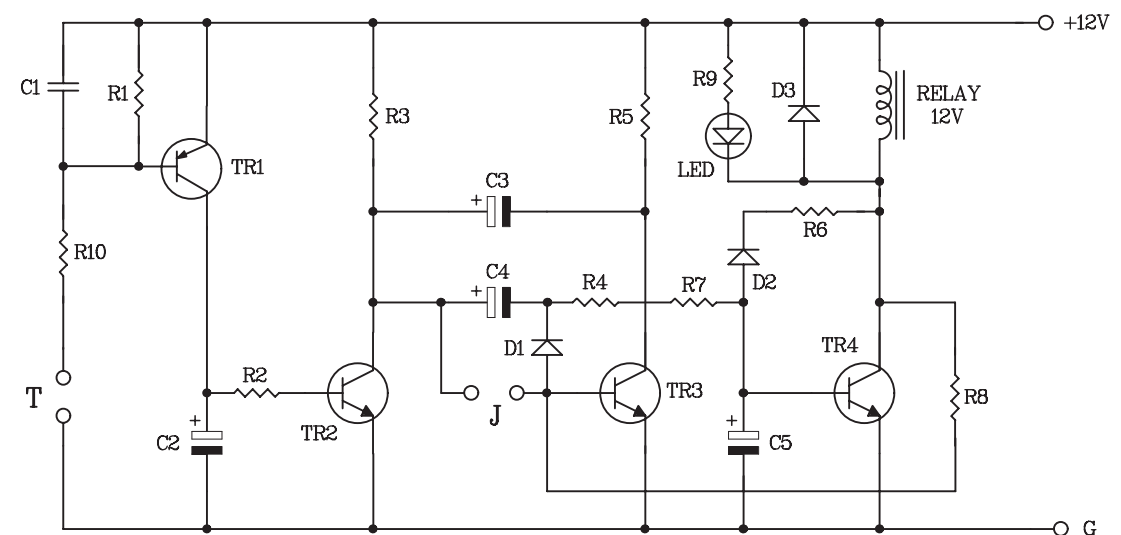 +12V
C1
R1
R9
D3
RELAY
12V
R3
R5
TR1
LED
+
C3
R10
R6
+
C4
R4
R7
D2
D1
TR4
T
R2
TR3
R8
J
+
C2
TR2
+
C5
G